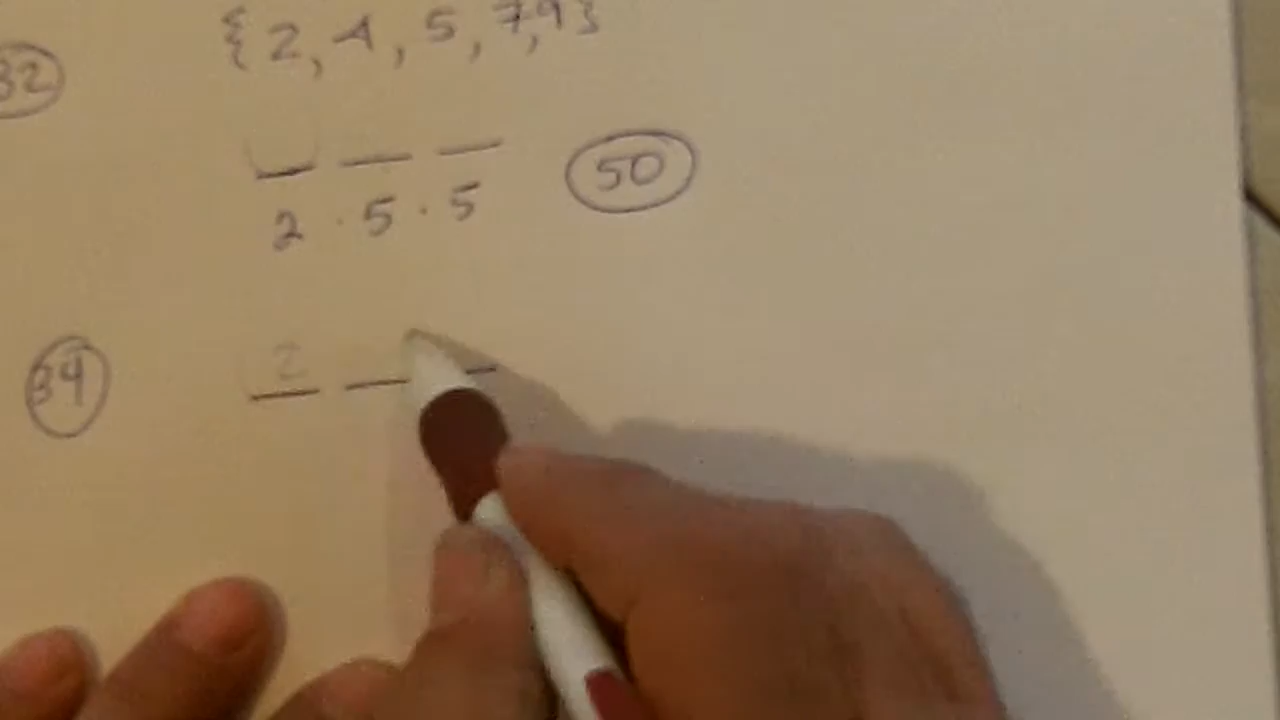 32 {2, 4, 5, 7, 9}
_ _ _ 50
2 · 5 · 5
34 2 _ _